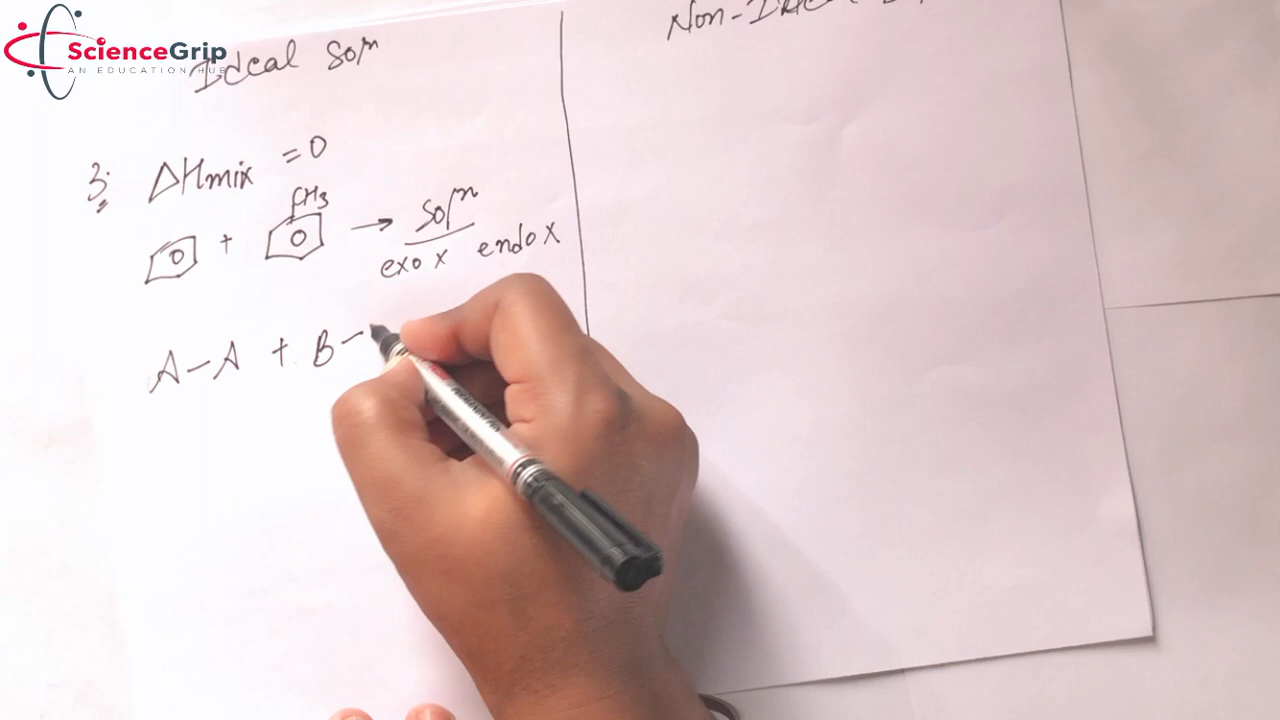 ScienceGrip
AN EDUCATION HUB
Ideal Soln
Non-Ideal
3. ΔHmix = 0
CH3
+ → Soln
exo x endo x
A-A + B-